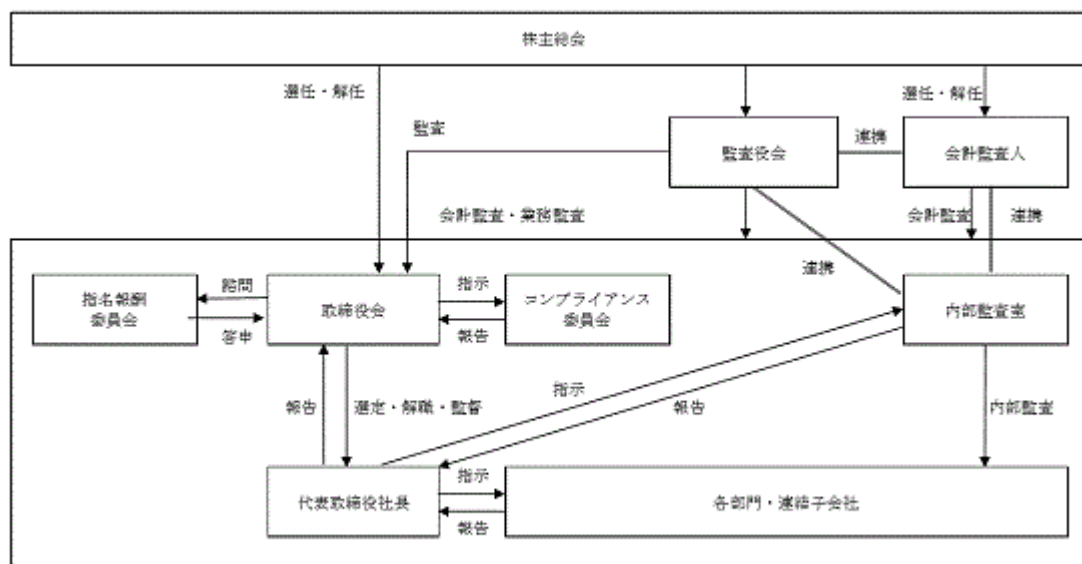 株主総会
選任・解任
選任・解任
監査
監査役会
連携
会計監査人
会計監査・業務監査
会計監査
連携
連携
指名報酬
委員会
諮問
答申
取締役会
指示
報告
コンプライアンス
委員会
内部監査室
報告
選定・解職・監督
指示
報告
内部監査
代表取締役社長
指示
報告
各部門・連結子会社